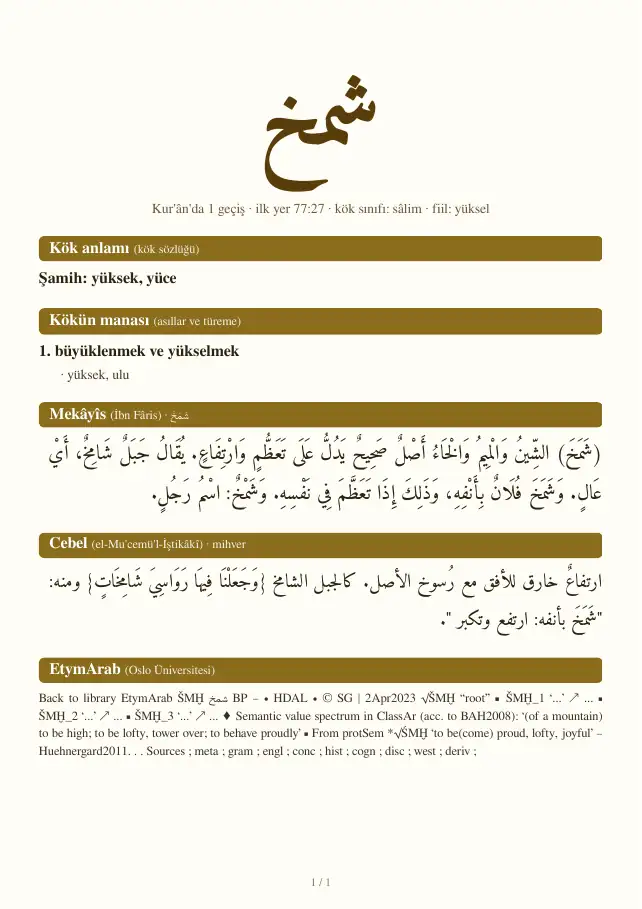 شمخ
Kur'ân'da 1 geçiş · ilk yer 77:27 · kök sınıfı: sâlim · fiil: yüksel
Kök anlamı (kök sözlüğü)
Şamih: yüksek, yüce
Kökün manası (asıllar ve türeme)
1. büyüklenmek ve yükselmek
· yüksek, ulu
Mekâyîs (İbn Fâris) · شَمَخَ
(شَمَخَ) الشِّينُ وَالْمِيمُ وَالْخَاءُ أَصْلٌ صَحِيحٌ يَدُلُّ عَلَى تَعَظُّمٍ وَارْتِفَاعٍ. يُقَالُ جَبَلٌ شَامِخٌ، أَيْ
عَالٍ. وَشَمَخَ فُلَانٌ بِأَنْفِهِ، وَذَلِكَ إِذَا تَعَظَّمَ فِي نَفْسِهِ. وَشَمْخٌ: اسْمُ رَجُلٍ.
Cebel (el-Mu'cemü'l-İştikâkî) · mihver
ارتفاعٌ خارق للأفق مع رُسوخ الأصل. كالجبل الشامخ {وَجَعَلْنَا فِيهَا رَوَاسِيَ شَامِخَاتٍ} ومنه:
"شَمَخَ بأنفه: ارتفع وتكبر ".
EtymArab (Oslo Üniversitesi)
Back to library EtymArab ŠMḪ شمخ BP – • HDAL • © SG | 2Apr2023 √ŠMḪ “root” ▪ ŠMḪ_1 ‘...’ ↗ ... ▪
ŠMḪ_2 ‘...’ ↗ ... ▪ ŠMḪ_3 ‘...’ ↗ ... ♦ Semantic value spectrum in ClassAr (acc. to BAH2008): ‘(of a mountain)
to be high; to be lofty, tower over; to behave proudly’ ▪ From protSem *√ŚMḪ ‘to be(come) proud, lofty, joyful’ –
Huehnergard2011. . . Sources ; meta ; gram ; engl ; conc ; hist ; cogn ; disc ; west ; deriv ;
1 / 1